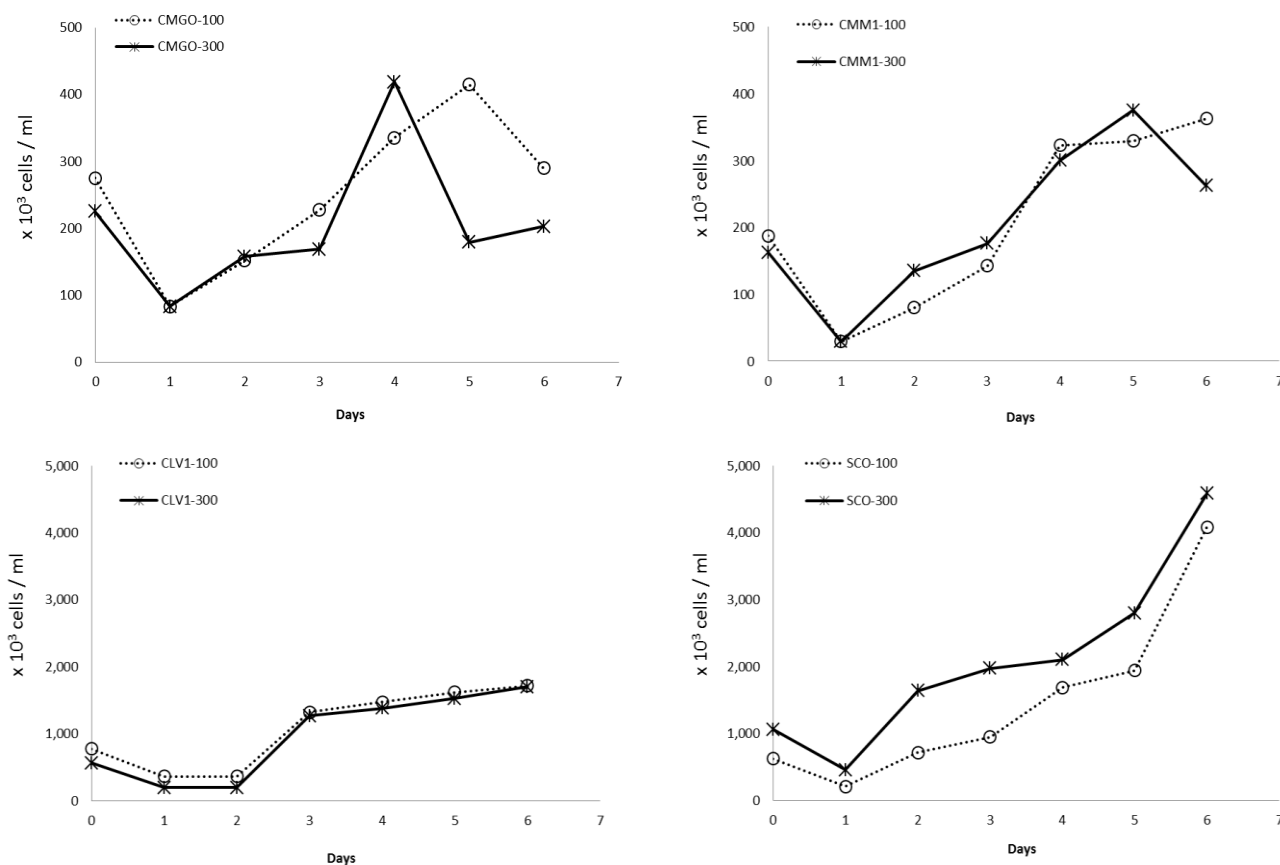 CMGO-100
CMGO-300
500
400
300
200
100
0
x 10³ cells / ml
0 1 2 3 4 5 6 7
Days
CMM1-100
CMM1-300
500
400
300
200
100
0
x 10³ cells / ml
0 1 2 3 4 5 6 7
Days
CLV1-100
CLV1-300
5,000
4,000
3,000
2,000
1,000
0
x 10³ cells / ml
0 1 2 3 4 5 6 7
Days
SCO-100
SCO-300
5,000
4,000
3,000
2,000
1,000
0
x 10³ cells / ml
0 1 2 3 4 5 6 7
Days